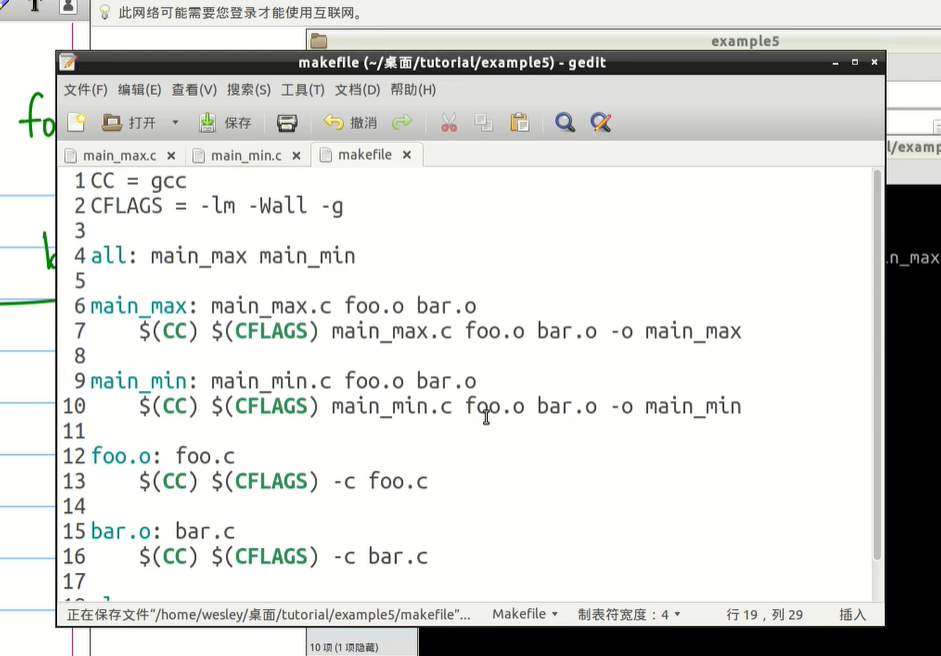 此网络可能需要您登录才能使用互联网。
example5
makefile (~/桌面/tutorial/example5) - gedit
文件(F) 编辑(E) 查看(V) 搜索(S) 工具(T) 文档(D) 帮助(H)
打开 保存 撤消
main_max.c main_min.c makefile
l/examp
n_max
fo
1 CC = gcc
2 CFLAGS = -lm -Wall -g
3
4 all: main_max main_min
5
6 main_max: main_max.c foo.o bar.o
7 $(CC) $(CFLAGS) main_max.c foo.o bar.o -o main_max
8
9 main_min: main_min.c foo.o bar.o
10 $(CC) $(CFLAGS) main_min.c foo.o bar.o -o main_min
11
12 foo.o: foo.c
13 $(CC) $(CFLAGS) -c foo.c
14
15 bar.o: bar.c
16 $(CC) $(CFLAGS) -c bar.c
17
正在保存文件“/home/wesley/桌面/tutorial/example5/makefile”... Makefile 制表符宽度：4 行 19，列 29 插入
10 项 (1 项隐藏)